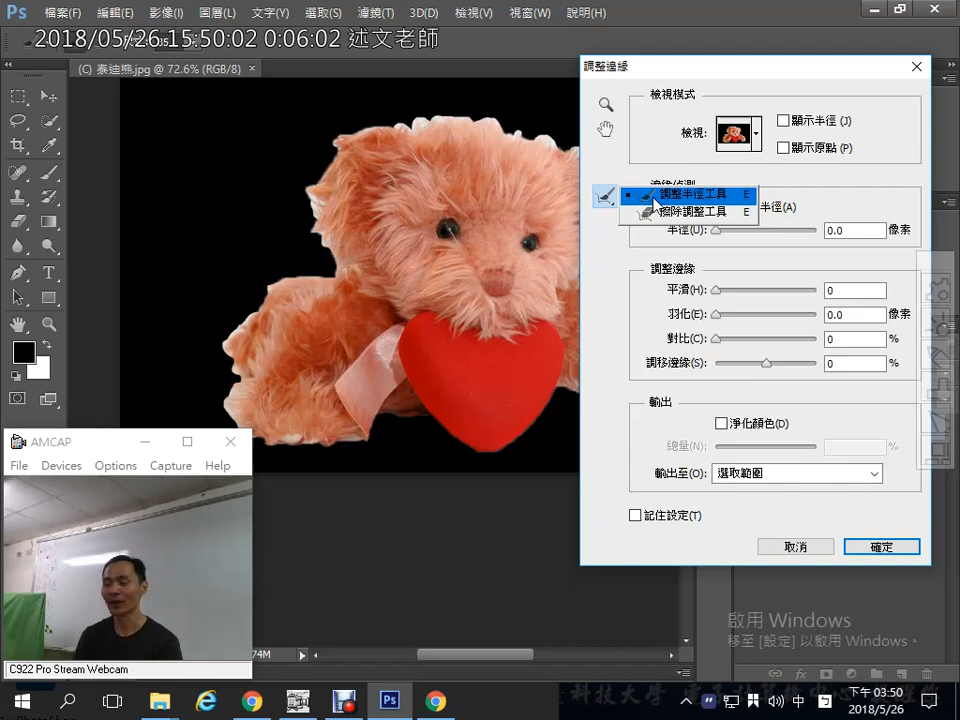 Ps 檔案(F) 編輯(E) 影像(I) 圖層(L) 文字(Y) 選取(S) 濾鏡(T) 3D(D) 檢視(V) 視窗(W) 說明(H)
2018/05/26 15:50:02 0:06:02 述文老師
(C) 泰迪熊.jpg @ 72.6% (RGB/8) ×
調整邊緣
檢視模式
檢視:
顯示半徑 (J)
顯示原點 (P)
調整半徑工具 E
擦除調整工具 E
半徑(A)
半徑(U): 0.0 像素
調整邊緣
平滑(H): 0
羽化(E): 0.0 像素
對比(C): 0 %
調移邊緣(S): 0 %
輸出
淨化顏色(D)
總量(N): %
輸出至(O): 選取範圍
記住設定(T)
取消 確定
AMCAP
File Devices Options Capture Help
C922 Pro Stream Webcam
74M
啟用 Windows
移至 [設定] 以啟用 Windows。
科技大學
Ps
中
下午 03:50
2018/5/26